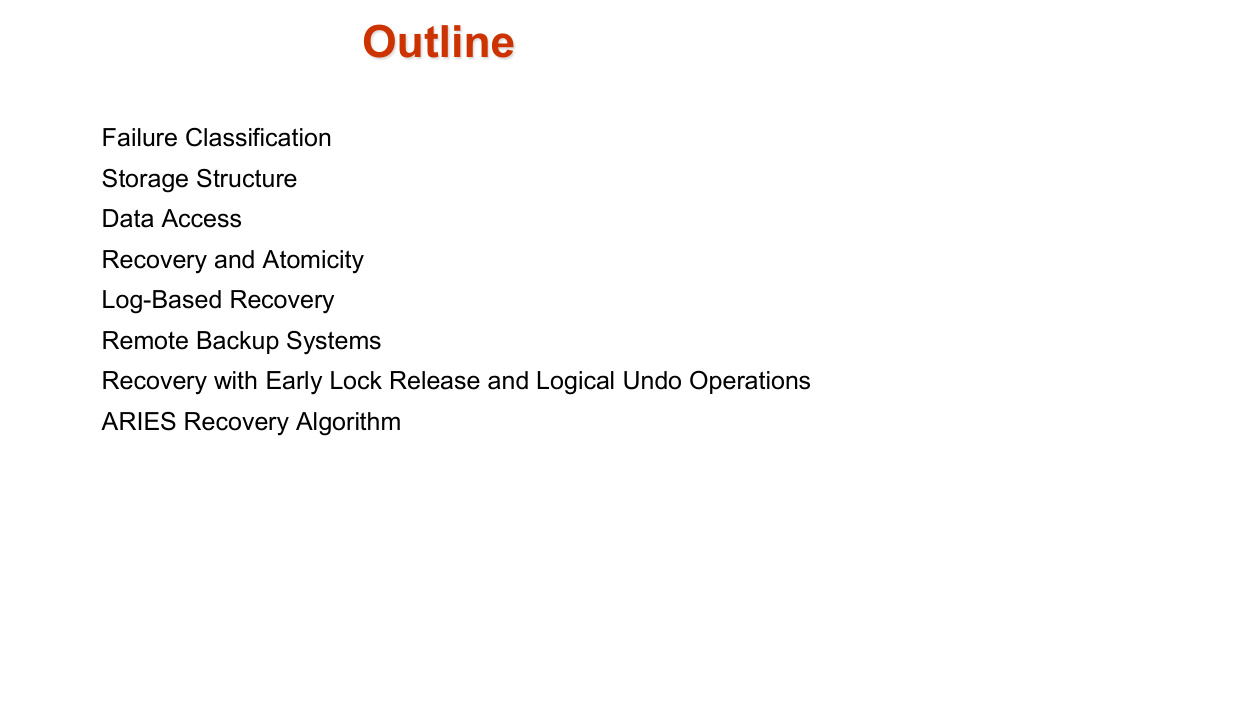 Outline
Failure Classification
Storage Structure
Data Access
Recovery and Atomicity
Log-Based Recovery
Remote Backup Systems
Recovery with Early Lock Release and Logical Undo Operations
ARIES Recovery Algorithm